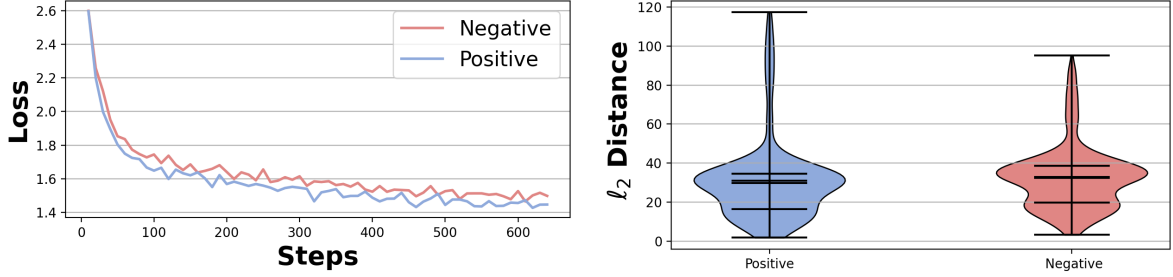 2.6
2.4
2.2
2.0
1.8
1.6
1.4
Loss
0 100 200 300 400 500 600
Steps
Negative
Positive
120
100
80
60
40
20
0
ℓ2 Distance
Positive Negative